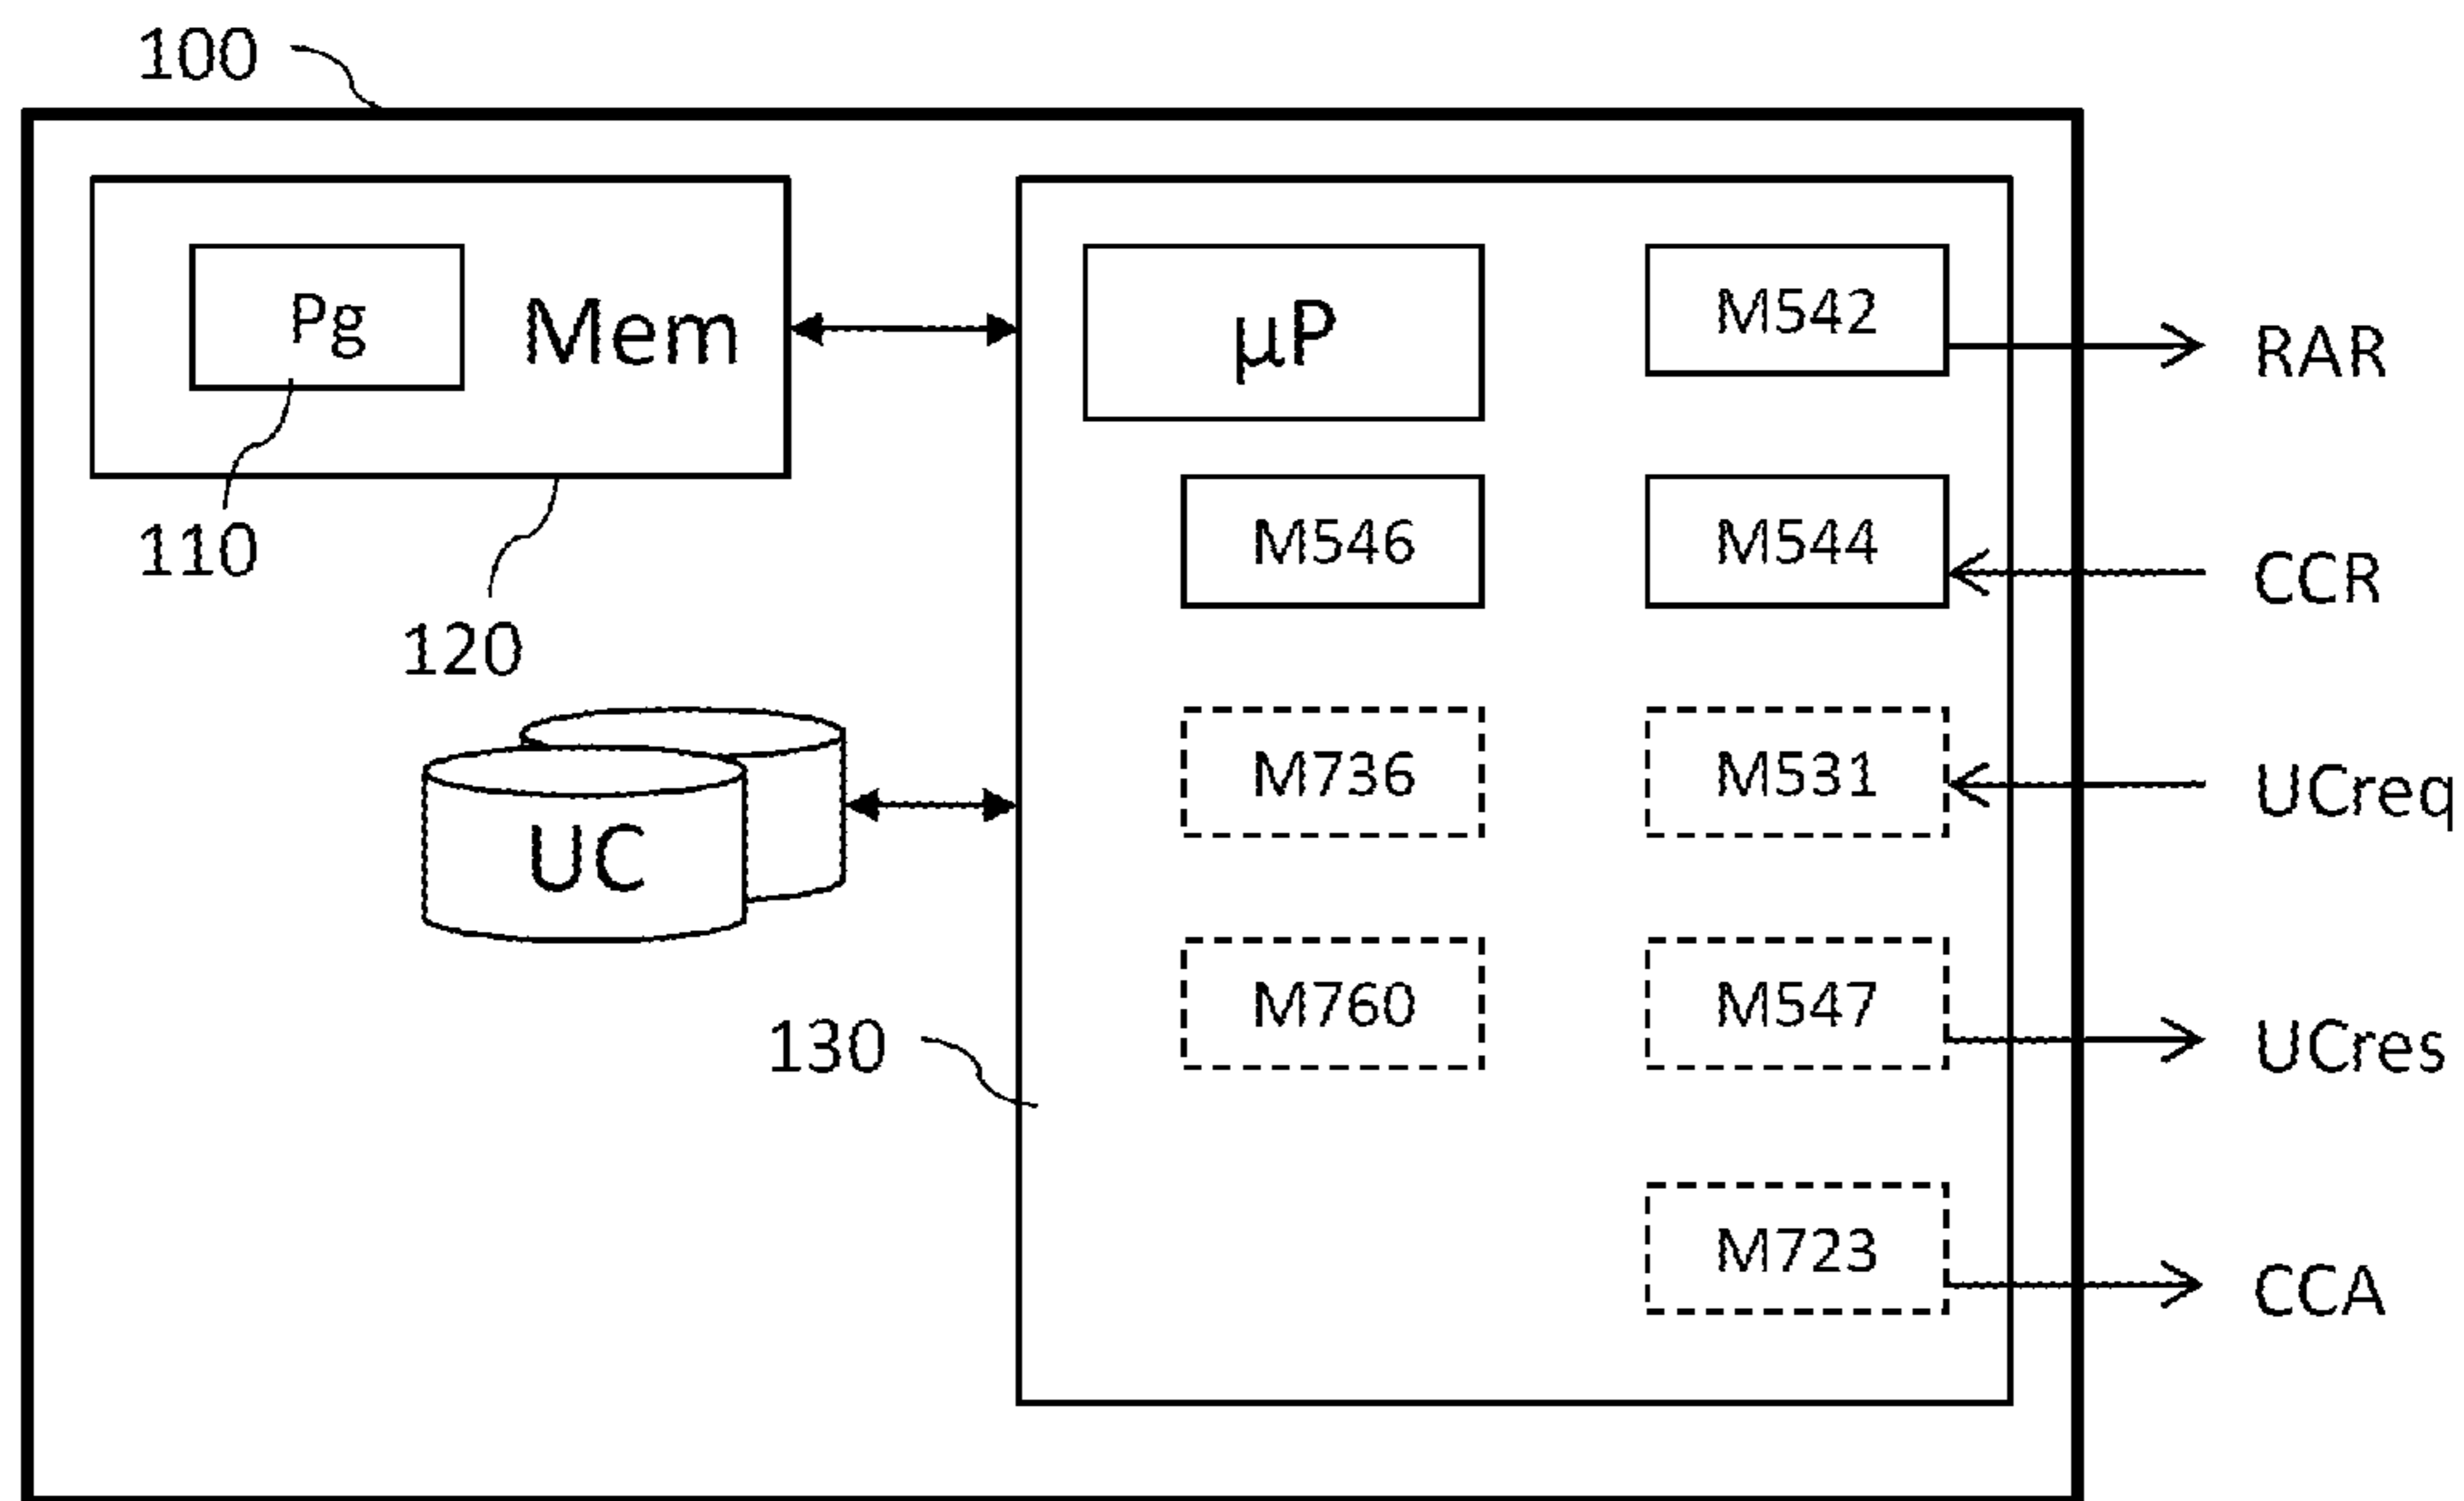 100
Pg
Mem
µP
M542
RAR
110
120
M546
M544
CCR
M736
M531
UCreq
UC
130
M760
M547
UCres
M723
CCA